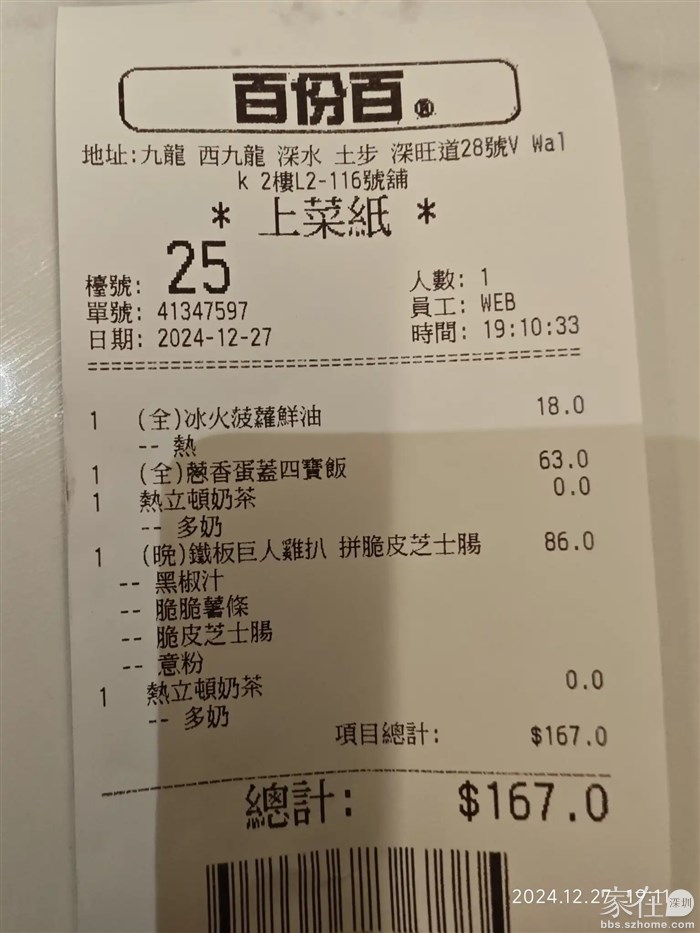 百份百®
地址:九龍 西九龍 深水 土步 深旺道28號V Wal
k 2樓L2-116號舖
* 上菜紙 *
檯號: 25 人數: 1
單號: 41347597 員工: WEB
日期: 2024-12-27 時間: 19:10:33
1 (全)冰火菠蘿鮮油 18.0
-- 熱
1 (全)蔥香蛋蓋四寶飯 63.0
1 熱立頓奶茶 0.0
-- 多奶
1 (晚)鐵板巨人雞扒 拼脆皮芝士腸 86.0
-- 黑椒汁
-- 脆脆薯條
-- 脆皮芝士腸
-- 意粉
1 熱立頓奶茶 0.0
-- 多奶
項目總計: $167.0
總計: $167.0
2024.12.27 19:11
家在深圳
bbs.szhome.com